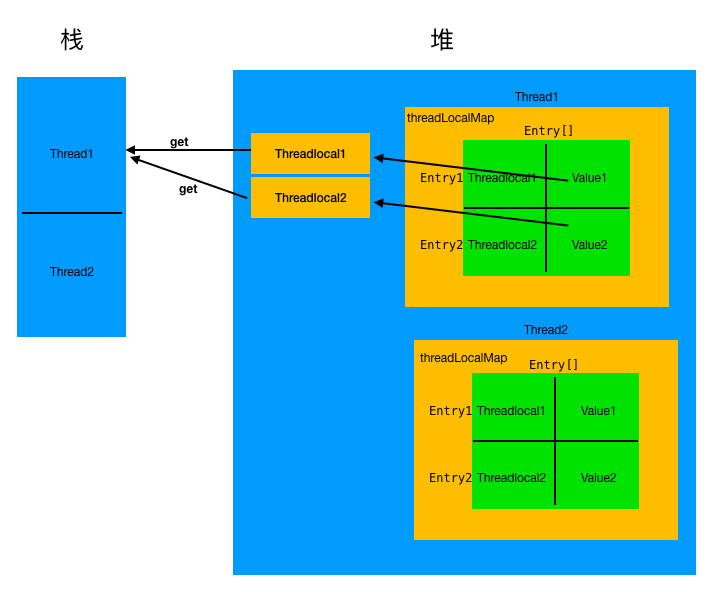 栈
堆
Thread1
Thread2
get
get
Threadlocal1
Threadlocal2
Thread1
threadLocalMap
Entry[]
Entry1 Threadlocal1 Value1
Entry2 Threadlocal2 Value2
Thread2
threadLocalMap
Entry[]
Entry1 Threadlocal1 Value1
Entry2 Threadlocal2 Value2